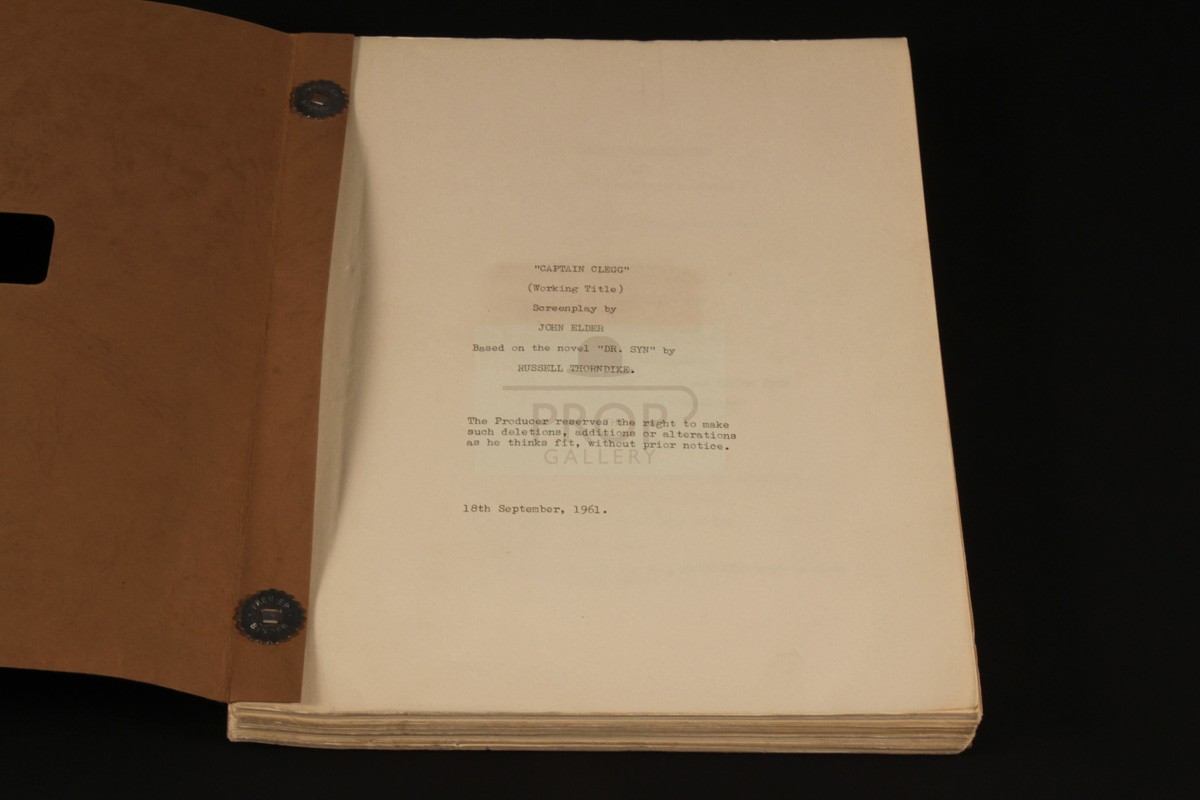 "CAPTAIN CLEGG"
(Working Title)
Screenplay by
JOHN ELDER
Based on the novel "DR. SYN" by
RUSSELL THORNDIKE.
The Producer reserves the right to make
such deletions, additions or alterations
as he thinks fit, without prior notice.
18th September, 1961.
PROP
GALLERY